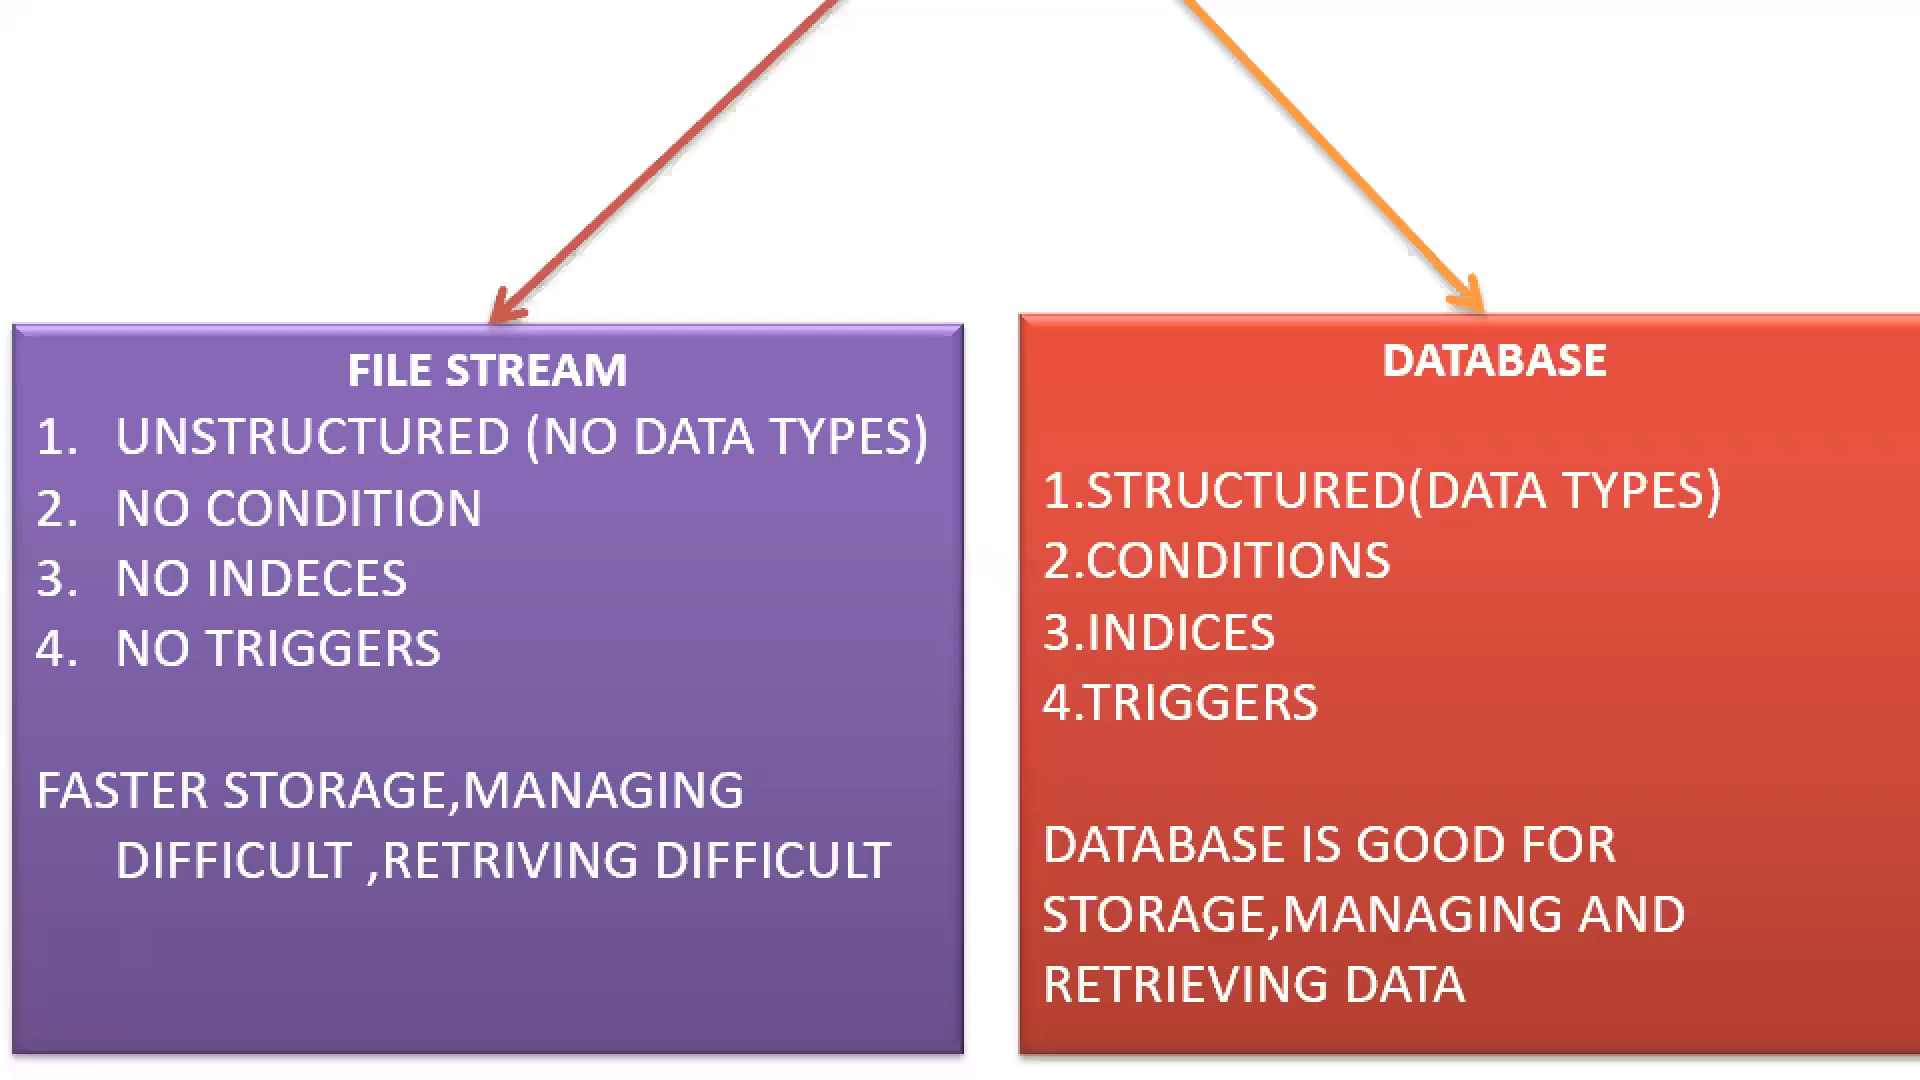 FILE STREAM
1. UNSTRUCTURED (NO DATA TYPES)
2. NO CONDITION
3. NO INDECES
4. NO TRIGGERS
FASTER STORAGE,MANAGING
DIFFICULT ,RETRIVING DIFFICULT
DATABASE
1.STRUCTURED(DATA TYPES)
2.CONDITIONS
3.INDICES
4.TRIGGERS
DATABASE IS GOOD FOR
STORAGE,MANAGING AND
RETRIEVING DATA